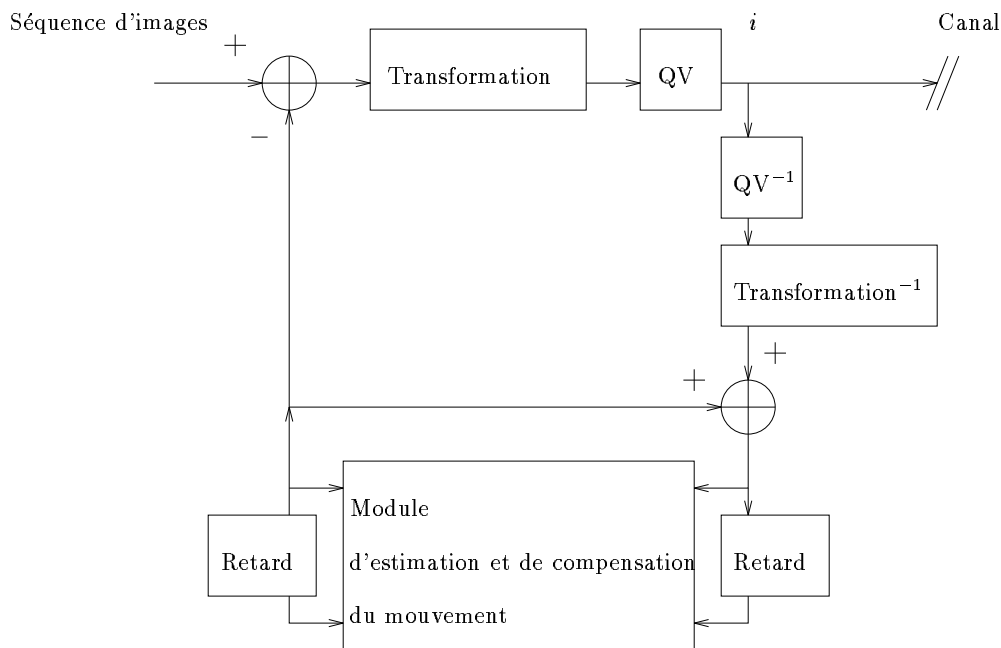 Séquence d'images
i
Canal
+
Transformation
QV
−
QV⁻¹
Transformation⁻¹
+
+
Module
d'estimation et de compensation
du mouvement
Retard
Retard